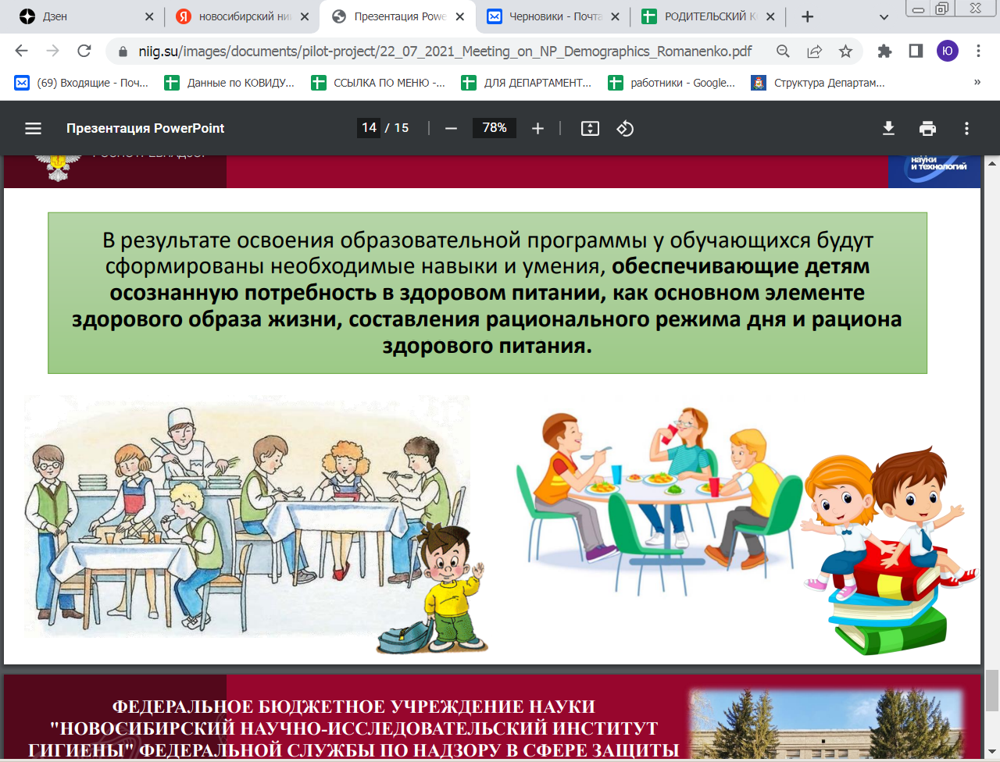 Дзен
новосибирский ни
Презентация Powe
Черновики - Почта
РОДИТЕЛЬСКИЙ К
niig.su/images/documents/pilot-project/22_07_2021_Meeting_on_NP_Demographics_Romanenko.pdf
Ю
(69) Входящие - Поч...
Данные по КОВИДУ...
ССЫЛКА ПО МЕНЮ -...
ДЛЯ ДЕПАРТАМЕНТ...
работники - Google...
Структура Департам...
»
Презентация PowerPoint
14 / 15
78%
науки
и технологий
В результате освоения образовательной программы у обучающихся будут
сформированы необходимые навыки и умения, обеспечивающие детям
осознанную потребность в здоровом питании, как основном элементе
здорового образа жизни, составления рационального режима дня и рациона
здорового питания.
ФЕДЕРАЛЬНОЕ БЮДЖЕТНОЕ УЧРЕЖДЕНИЕ НАУКИ
"НОВОСИБИРСКИЙ НАУЧНО-ИССЛЕДОВАТЕЛЬСКИЙ ИНСТИТУТ
ГИГИЕНЫ" ФЕДЕРАЛЬНОЙ СЛУЖБЫ ПО НАДЗОРУ В СФЕРЕ ЗАЩИТЫ